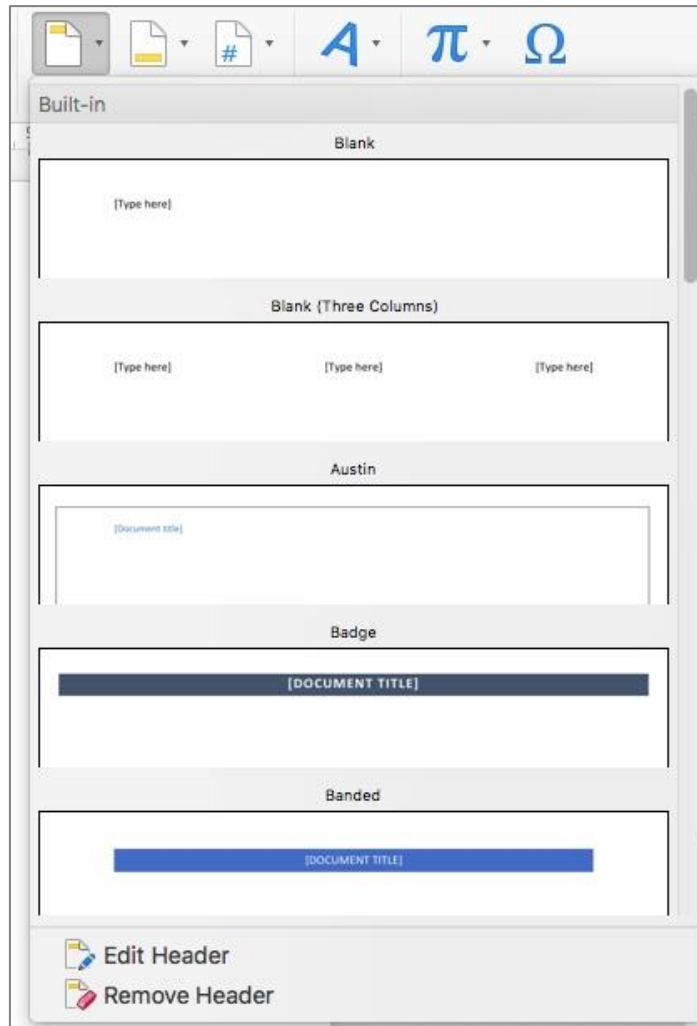 #
A
π
Ω
Built-in
Blank
[Type here]
Blank (Three Columns)
[Type here] [Type here] [Type here]
Austin
[Document title]
Badge
[DOCUMENT TITLE]
Banded
[DOCUMENT TITLE]
Edit Header
Remove Header